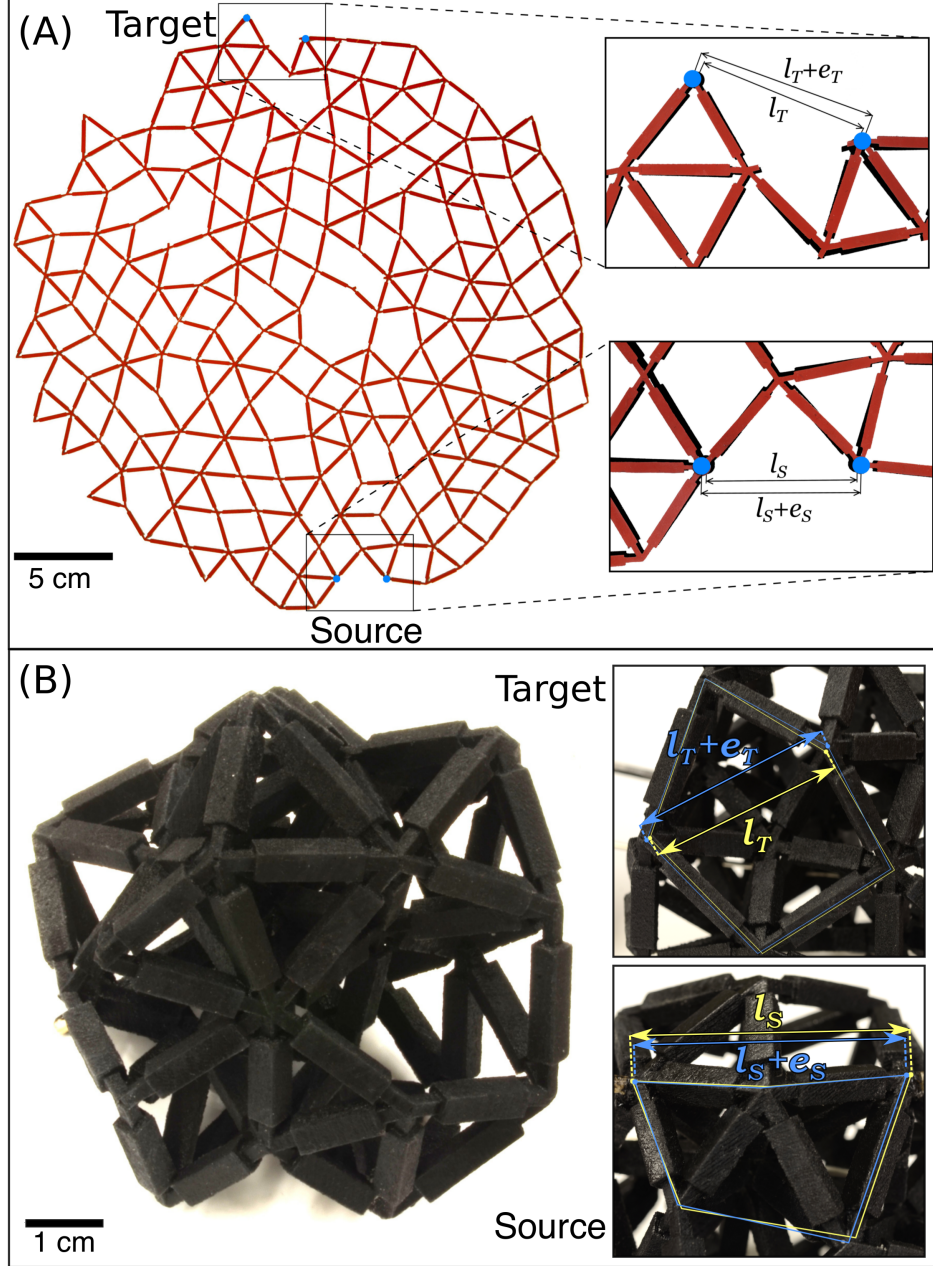 (A)
Target
l_T+e_T
l_T
l_S
l_S+e_S
5 cm
Source
(B)
Target
l_T+e_T
l_T
l_S
l_S+e_S
1 cm
Source